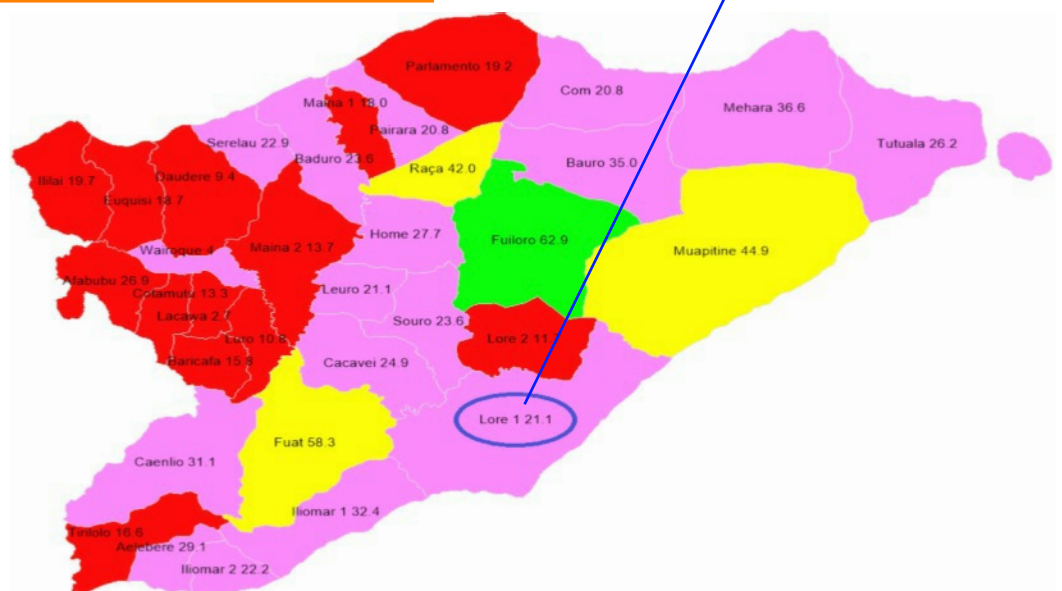 Parlamento 19.2
Com 20.8
Mehara 36.6
Maina 1 18.0
Pairara 20.8
Serelau 22.9
Tutuala 26.2
Baduro 23.6
Bauro 35.0
Raça 42.0
Daudere 9.4
Ililai 19.7
Euquisi 18.7
Home 27.7
Fuiloro 62.9
Maina 2 13.7
Wairoque 4
Muapitine 44.9
Afabubu 26.9
Leuro 21.1
Cotamutu 13.3
Lacawa 2.7
Souro 23.6
Luro 10.8
Lore 2 11.
Baricafa 15.8
Cacavei 24.9
Lore 1 21.1
Fuat 58.3
Caenlio 31.1
Iliomar 1 32.4
Tirilolo 16.6
Aelebere 29.1
Iliomar 2 22.2